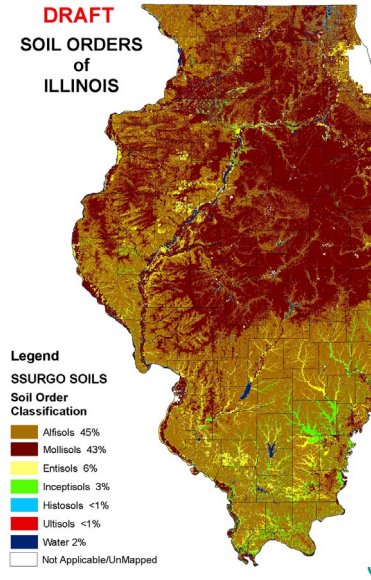 DRAFT
SOIL ORDERS
of
ILLINOIS
Legend
SSURGO SOILS
Soil Order
Classification
Alfisols 45%
Mollisols 43%
Entisols 6%
Inceptisols 3%
Histosols <1%
Ultisols <1%
Water 2%
Not Applicable/UnMapped